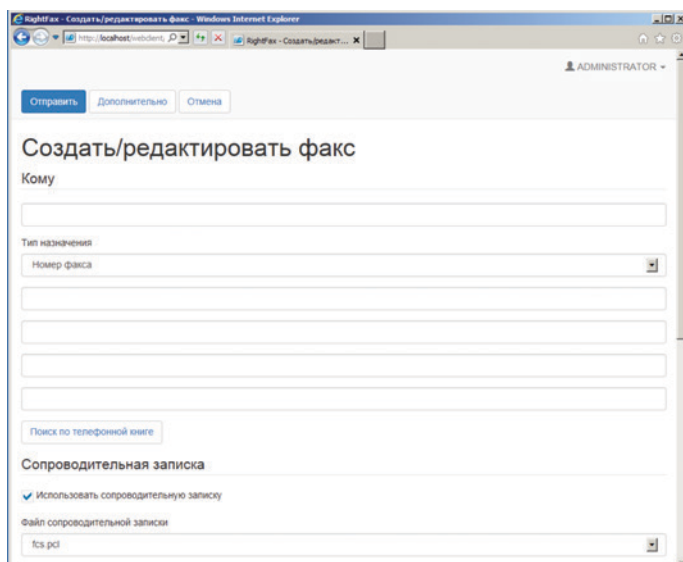 RightFax - Создать/редактировать факс - Windows Internet Explorer
http://localhost/webclient/
RightFax - Создать/редакт...
ADMINISTRATOR
Отправить Дополнительно Отмена
Создать/редактировать факс
Кому
Тип назначения
Номер факса
Поиск по телефонной книге
Сопроводительная записка
Использовать сопроводительную записку
Файл сопроводительной записки
fcs.pcl